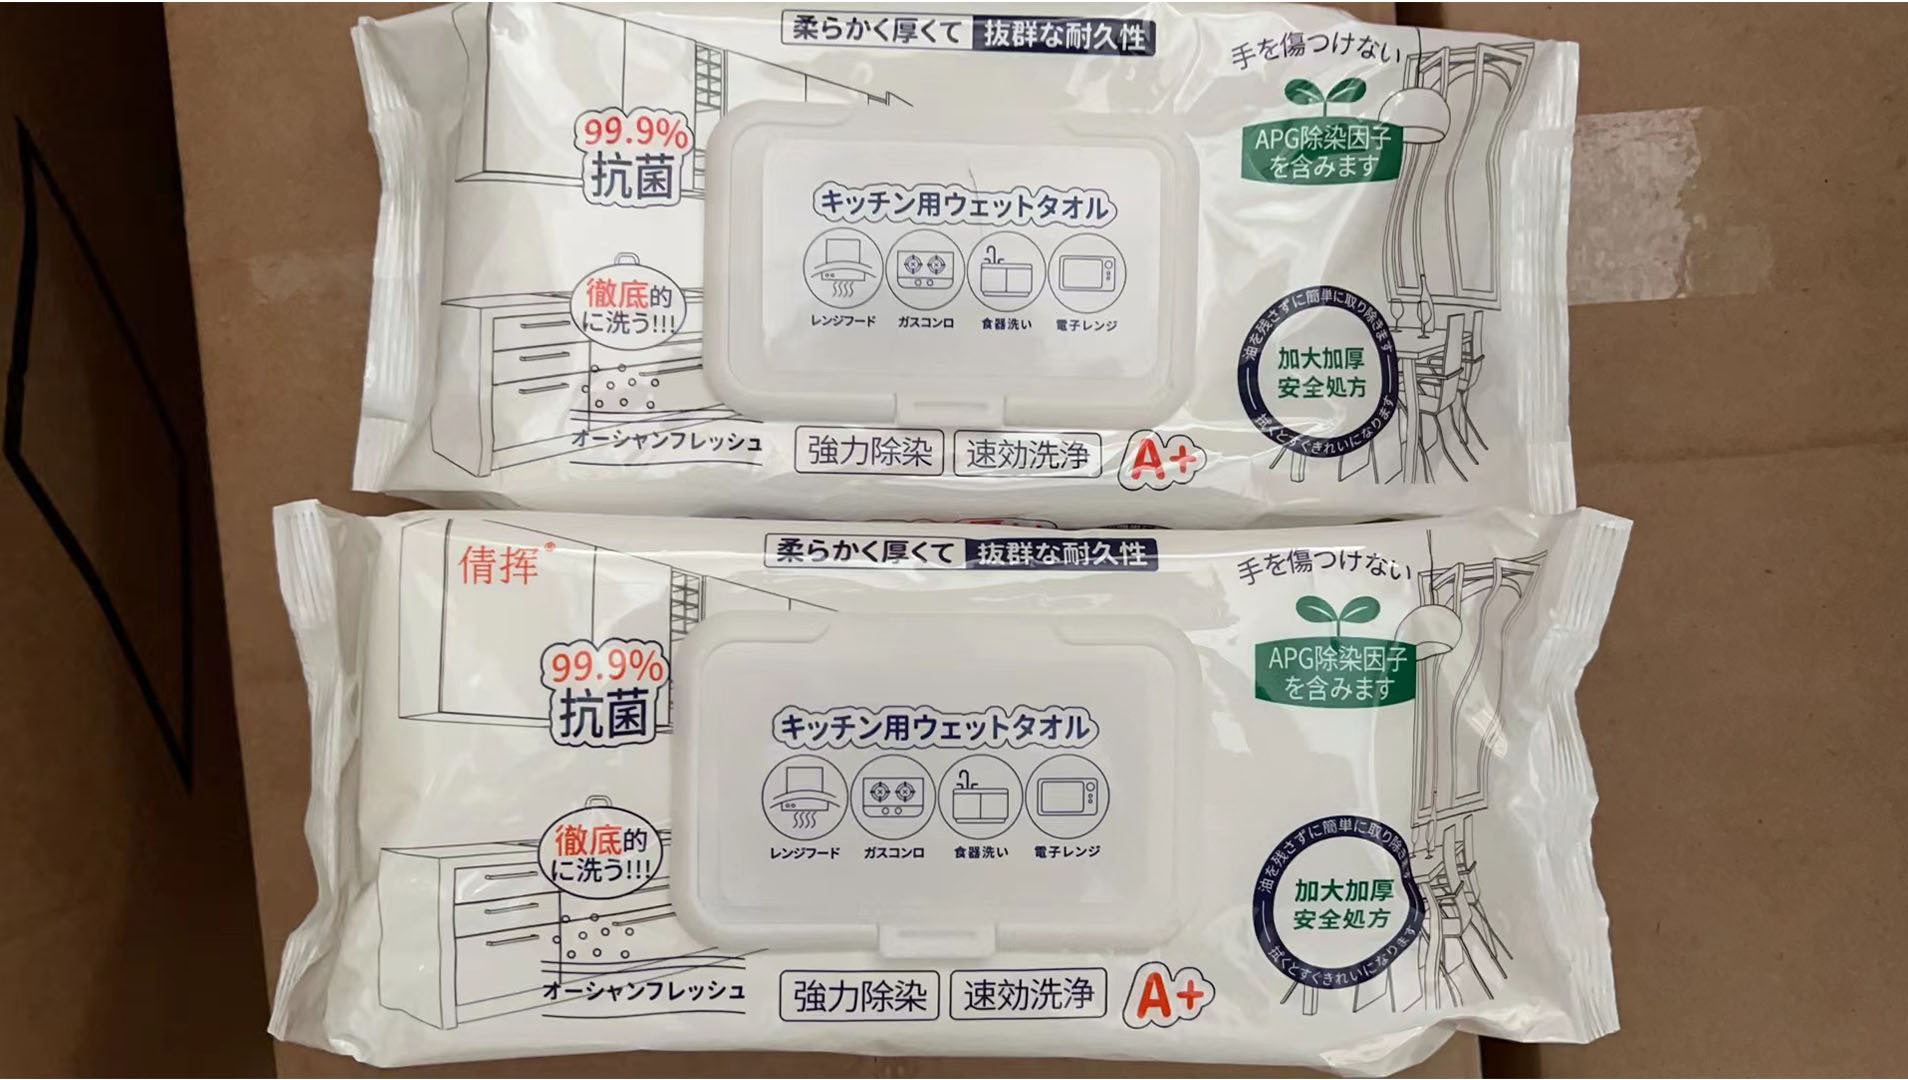 柔らかく厚くて 抜群な耐久性
手を傷つけない
99.9%
抗菌
APG除染因子
を含みます
キッチン用ウェットタオル
徹底的
に洗う!!!
レンジフード ガスコンロ 食器洗い 電子レンジ
油を残さずに簡単に取り除きます
加大加厚
安全処方
拭くとすぐきれいになります
オーシャンフレッシュ
強力除染 速効洗浄 A+
倩挥®
柔らかく厚くて 抜群な耐久性
手を傷つけない
99.9%
抗菌
APG除染因子
を含みます
キッチン用ウェットタオル
徹底的
に洗う!!!
レンジフード ガスコンロ 食器洗い 電子レンジ
油を残さずに簡単に取り除きます
加大加厚
安全処方
拭くとすぐきれいになります
オーシャンフレッシュ
強力除染 速効洗浄 A+